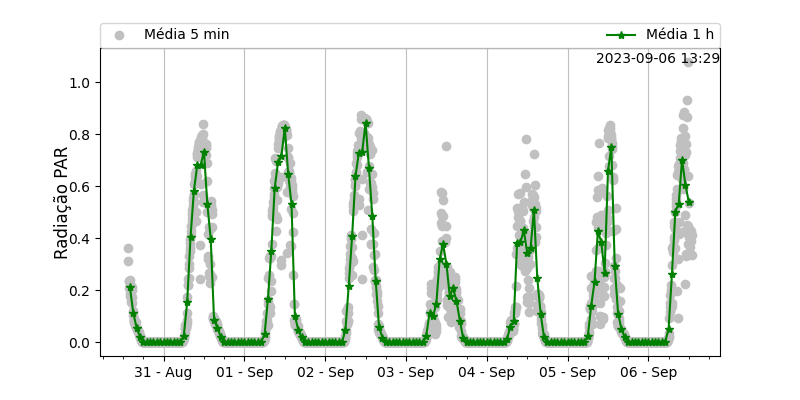 Média 5 min
Média 1 h
2023-09-06 13:29
Radiação PAR
1.0
0.8
0.6
0.4
0.2
0.0
31 - Aug
01 - Sep
02 - Sep
03 - Sep
04 - Sep
05 - Sep
06 - Sep